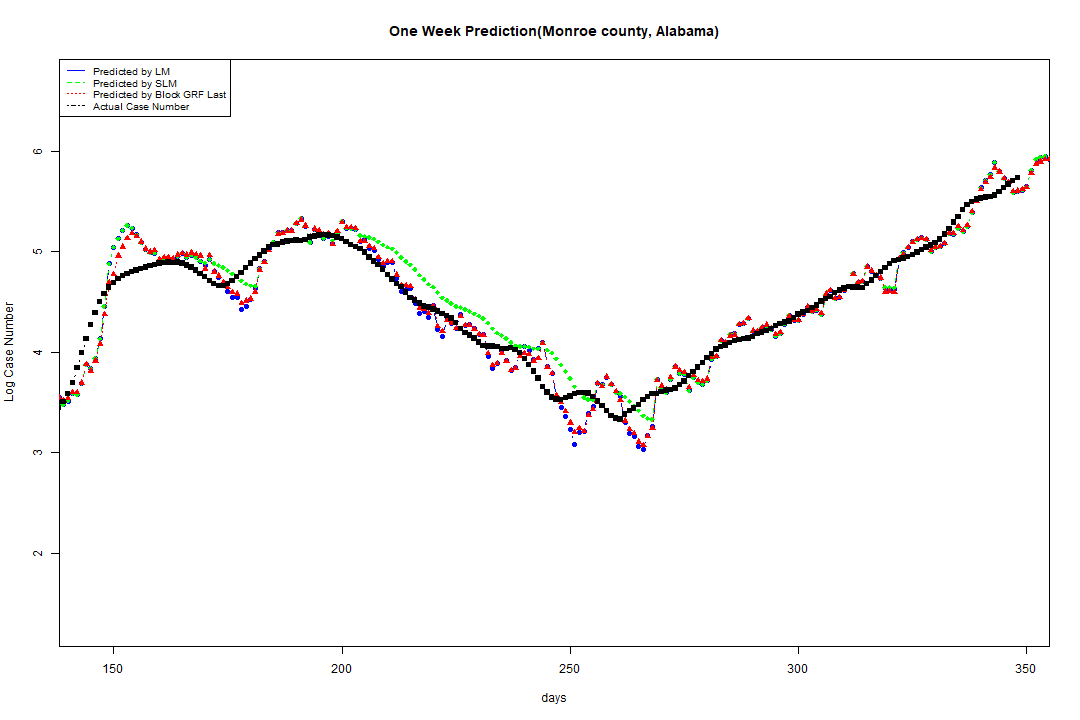 One Week Prediction(Monroe county, Alabama)
Predicted by LM
Predicted by SLM
Predicted by Block GRF Last
Actual Case Number
6
5
4
3
2
Log Case Number
150 200 250 300 350
days